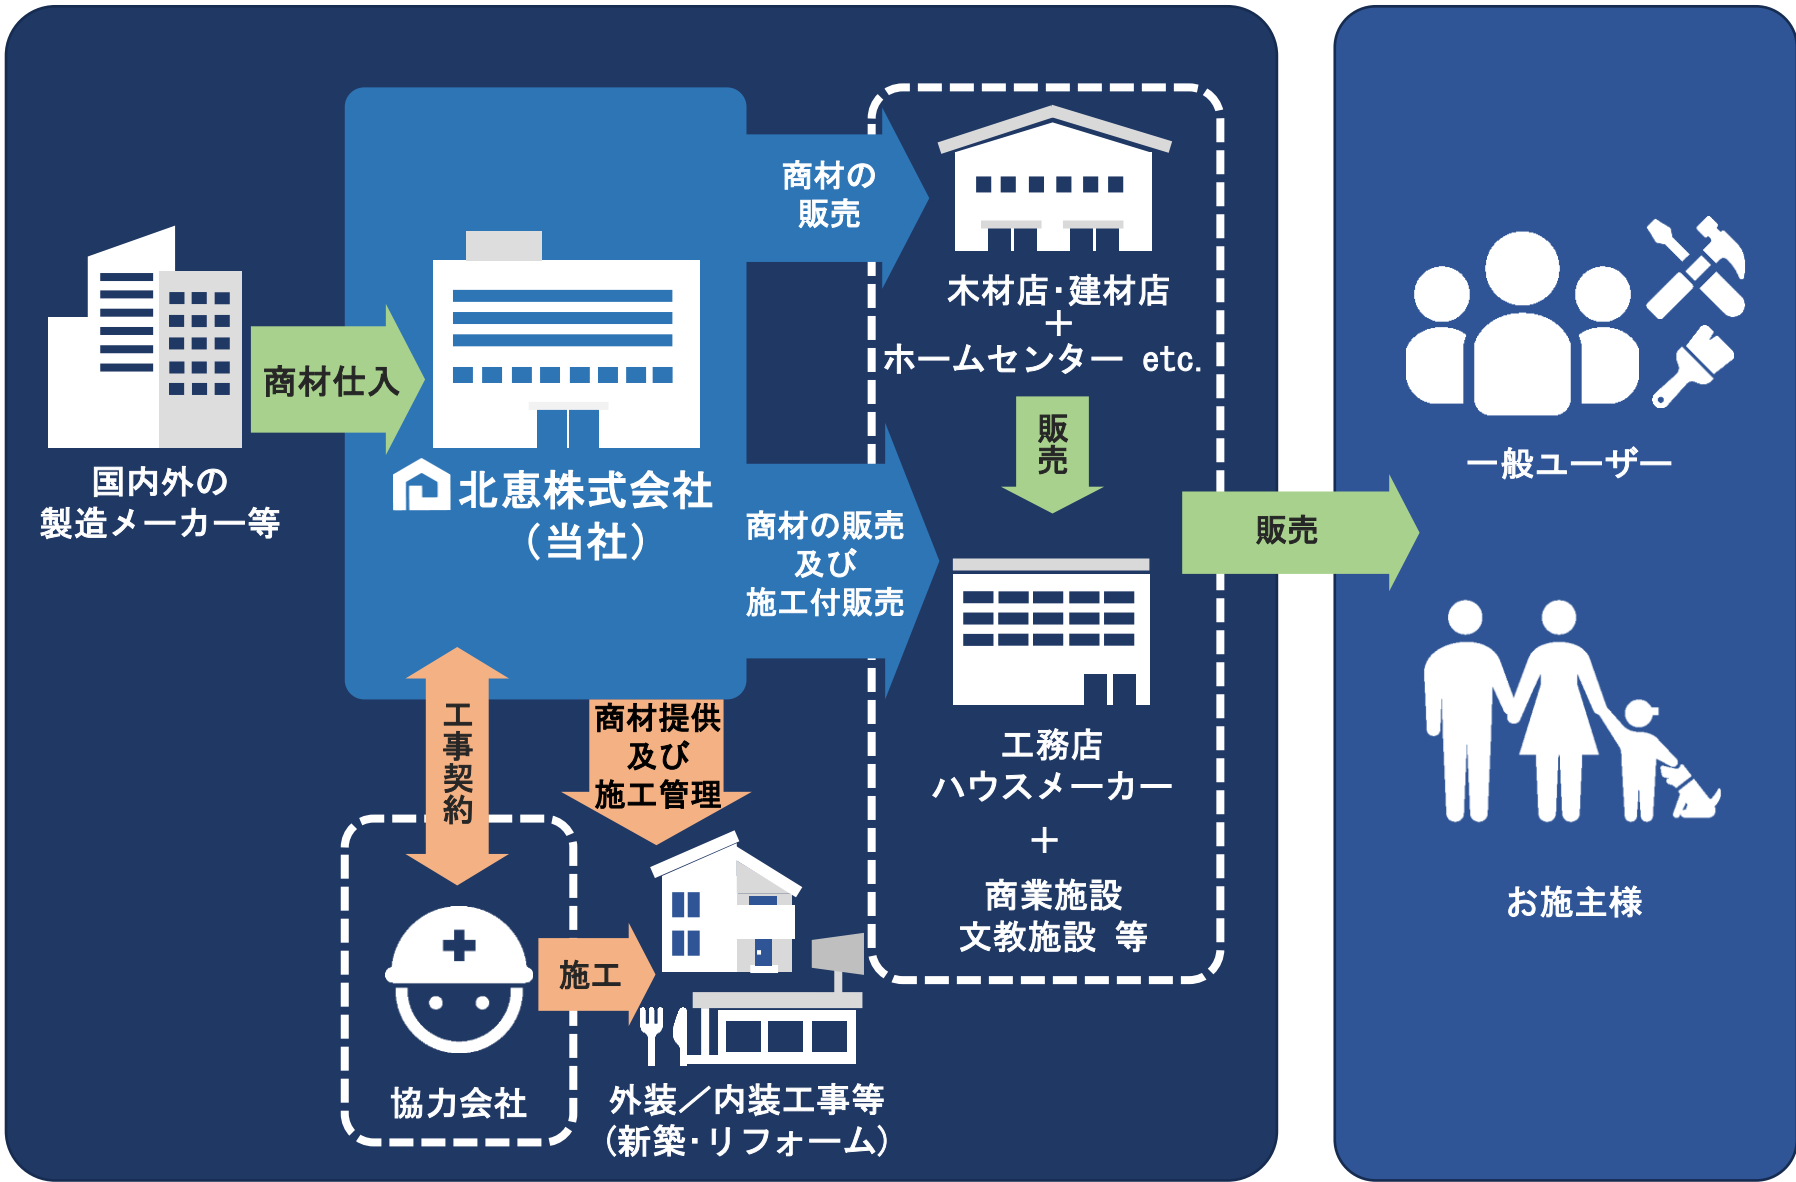 国内外の
製造メーカー等
商材仕入
北恵株式会社
（当社）
商材の
販売
商材の販売
及び
施工付販売
木材店・建材店
＋
ホームセンター etc.
販売
工務店
ハウスメーカー
＋
商業施設
文教施設 等
販売
一般ユーザー
お施主様
工事契約
商材提供
及び
施工管理
協力会社
施工
外装／内装工事等
（新築・リフォーム）